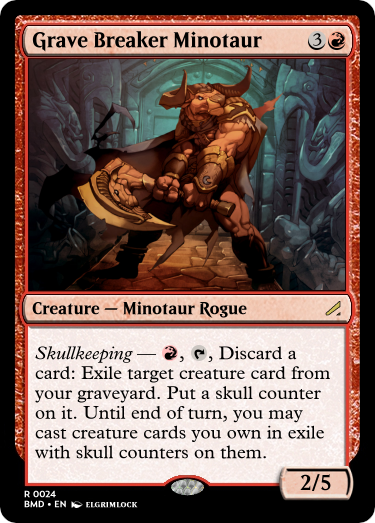 Grave Breaker Minotaur 3
Creature — Minotaur Rogue
Skullkeeping — , , Discard a
card: Exile target creature card from
your graveyard. Put a skull counter
on it. Until end of turn, you may
cast creature cards you own in exile
with skull counters on them.
2/5
R 0024
BMD • EN ELGRIMLOCK